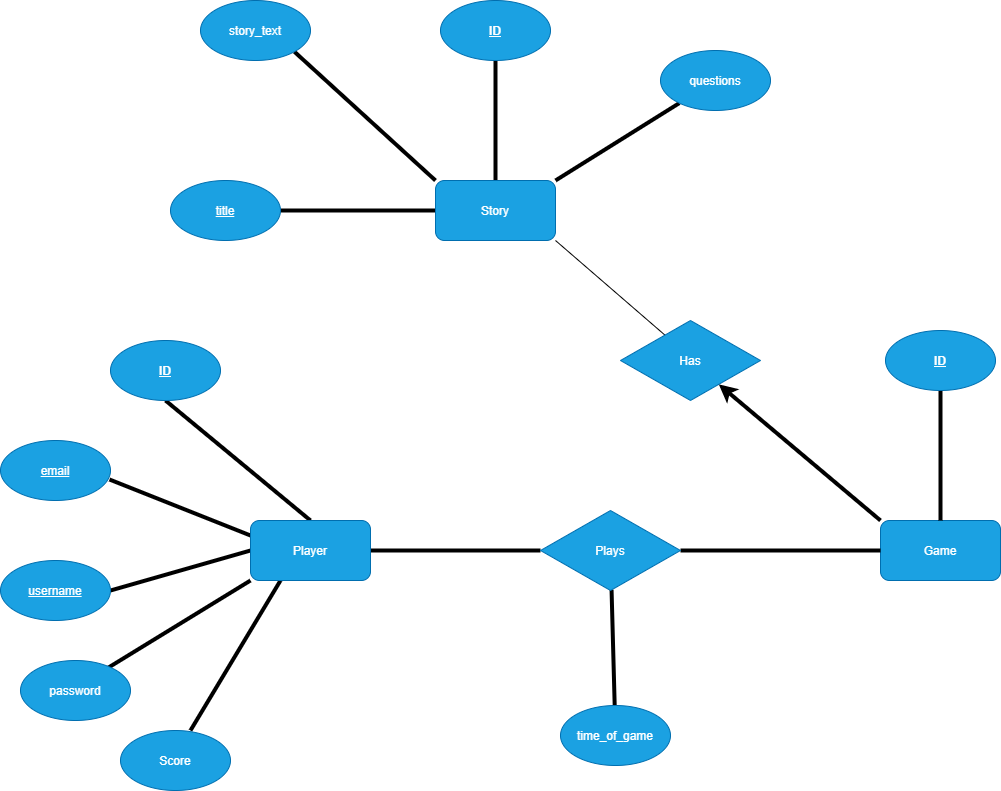 story_text
ID
questions
title
Story
ID
Has
ID
email
Player
Plays
Game
username
password
time_of_game
Score